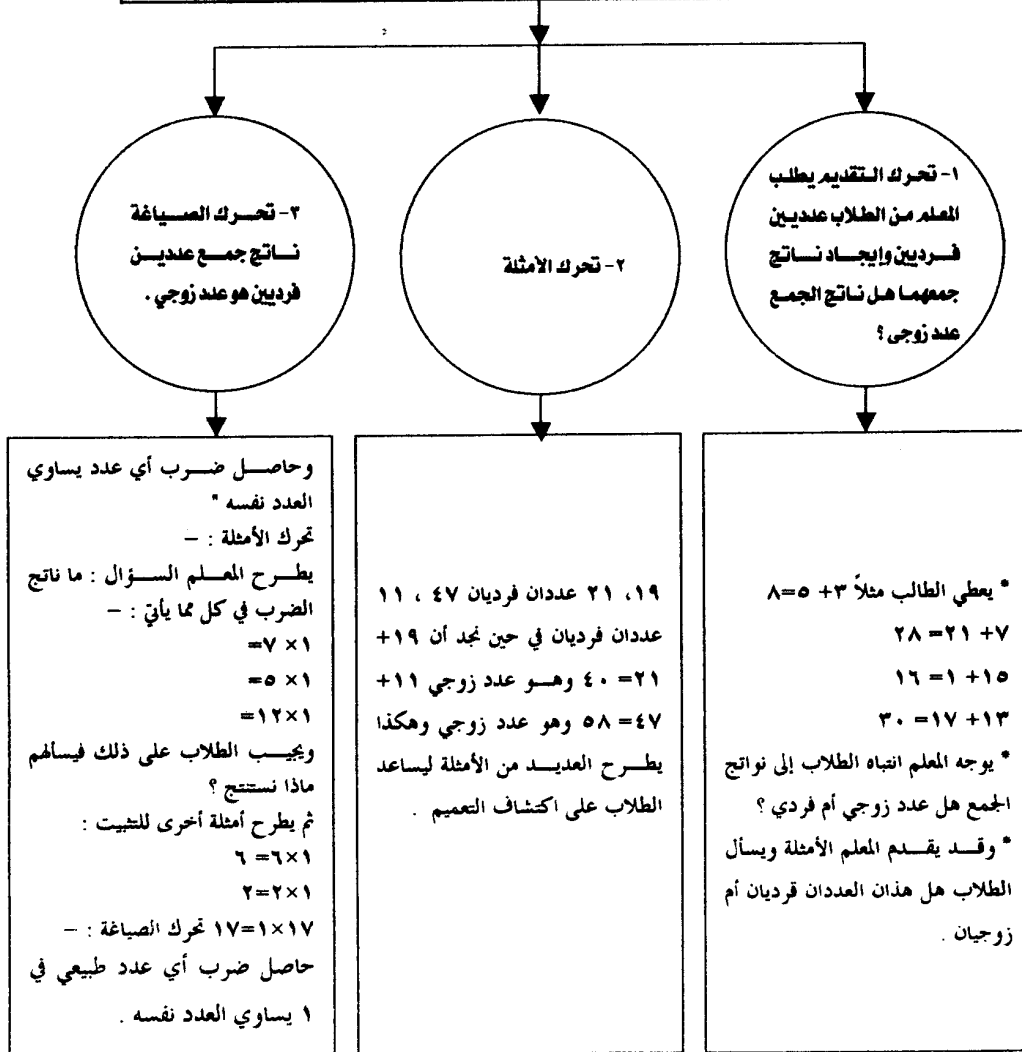 ١- تحرك التقديم يطلب
المعلم من الطلاب عدديين
فرديين وإيجاد ناتج
جمعهما هل ناتج الجمع
عدد زوجي ؟
٢- تحرك الأمثلة
٣- تحرك الصياغة
ناتج جمع عددين
فرديين هو عدد زوجي .
* يعطي الطالب مثلاً ٣+ ٥=٨
٧+ ٢١= ٢٨
١٥+ ١= ١٦
١٣+ ١٧= ٣٠
* يوجه المعلم انتباه الطلاب إلى نواتج
الجمع هل عدد زوجي أم فردي ؟
* وقد يقدم المعلم الأمثلة ويسأل
الطلاب هل هذان العددان قرديان أم
زوجيان .
١٩، ٢١ عددان فرديان ٤٧ ، ١١
عددان فرديان في حين نجد أن ١٩+
٢١= ٤٠ وهو عدد زوجي ١١+
٤٧= ٥٨ وهو عدد زوجي وهكذا
يطرح العديد من الأمثلة ليساعد
الطلاب على اكتشاف التعميم .
وحاصل ضرب أي عدد يساوي
العدد نفسه "
تحرك الأمثلة : –
يطرح المعلم السؤال : ما ناتج
الضرب في كل مما يأتي : –
١× ٧=
١× ٥=
١×١٢=
ويجيب الطلاب على ذلك فيسألهم
ماذا نستنتج ؟
ثم يطرح أمثلة أخرى للتثبيت :
١×٦= ٦
١×٢=٢
١٧×١=١٧ تحرك الصياغة : –
حاصل ضرب أي عدد طبيعي في
١ يساوي العدد نفسه .